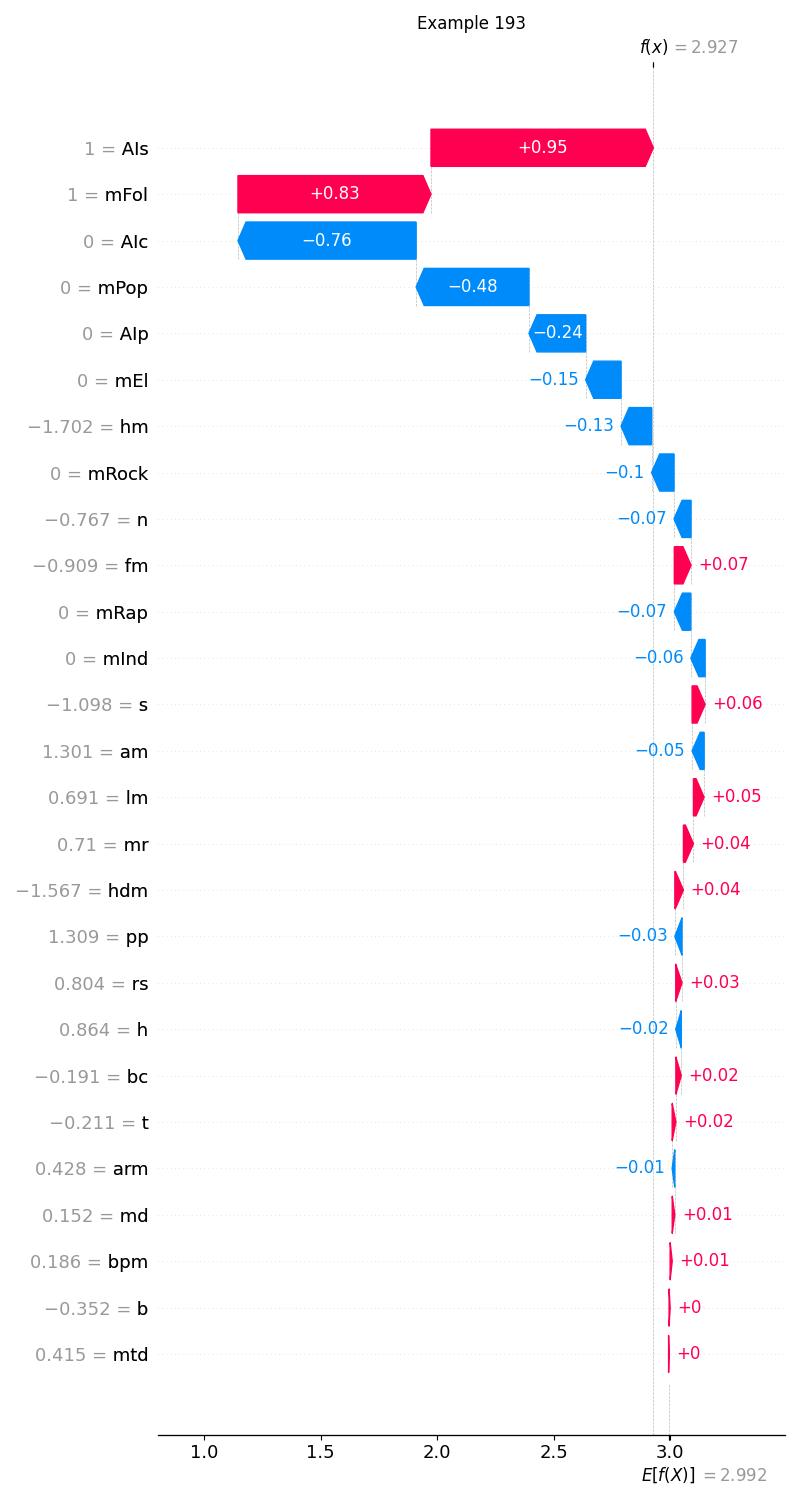 Example 193
f(x) = 2.927
1 = AIs +0.95
1 = mFol +0.83
0 = AIc −0.76
0 = mPop −0.48
0 = AIp −0.24
0 = mEl −0.15
−1.702 = hm −0.13
0 = mRock −0.1
−0.767 = n −0.07
−0.909 = fm +0.07
0 = mRap −0.07
0 = mInd −0.06
−1.098 = s +0.06
1.301 = am −0.05
0.691 = lm +0.05
0.71 = mr +0.04
−1.567 = hdm +0.04
1.309 = pp −0.03
0.804 = rs +0.03
0.864 = h −0.02
−0.191 = bc +0.02
−0.211 = t +0.02
0.428 = arm −0.01
0.152 = md +0.01
0.186 = bpm +0.01
−0.352 = b +0
0.415 = mtd +0
1.0 1.5 2.0 2.5 3.0
E[f(X)] = 2.992